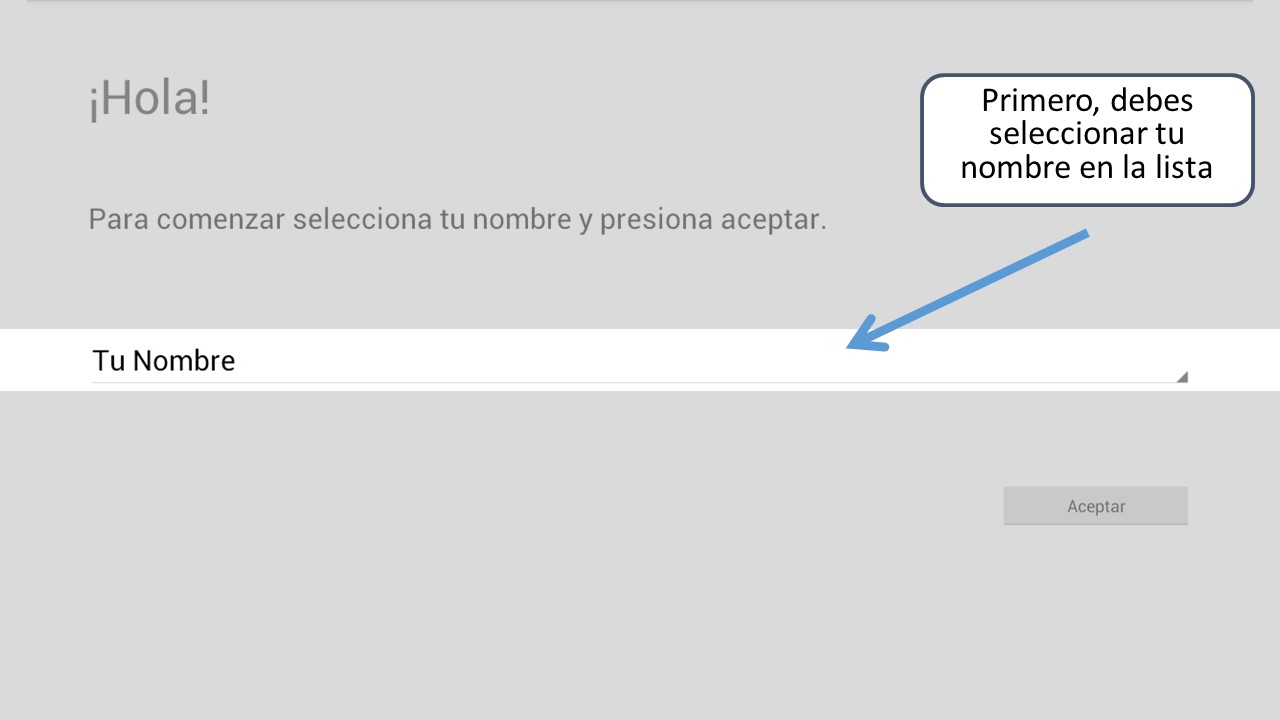 ¡Hola!
Primero, debes
seleccionar tu
nombre en la lista
Para comenzar selecciona tu nombre y presiona aceptar.
Tu Nombre
Aceptar